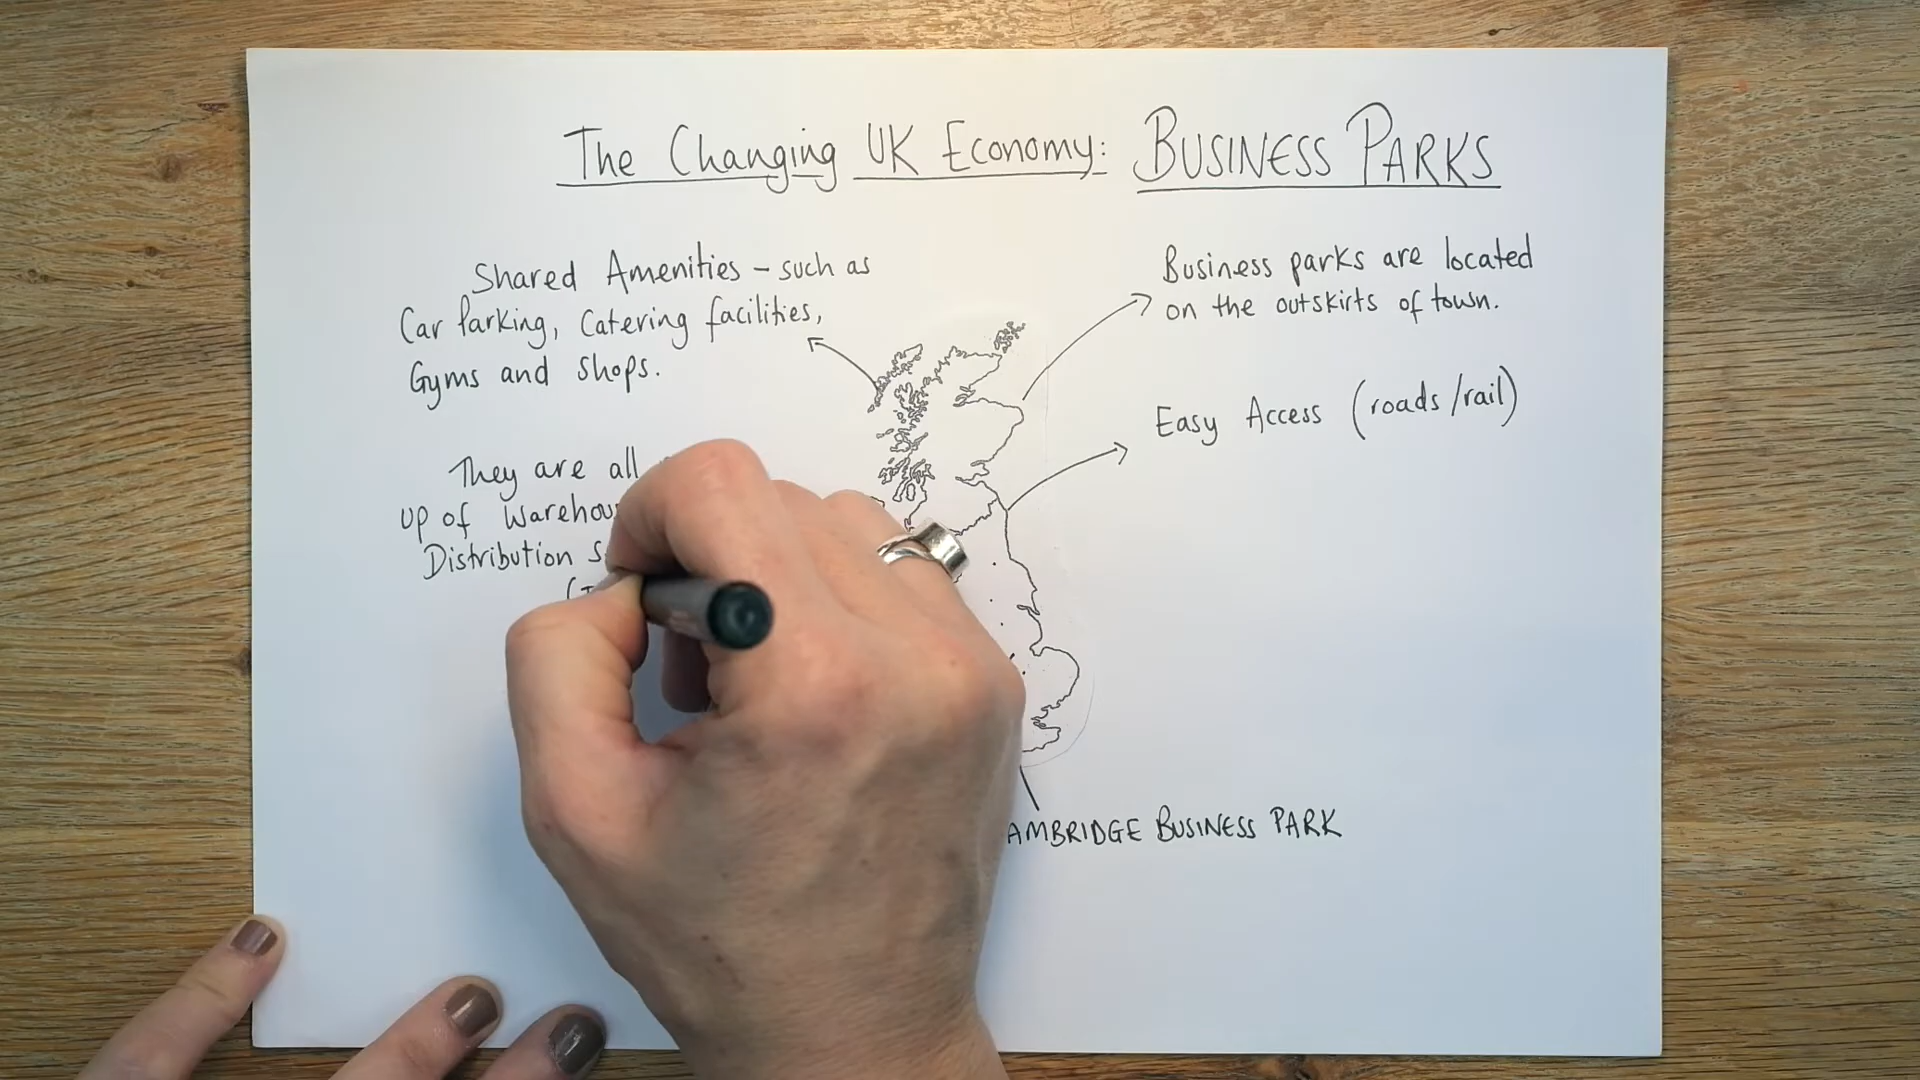 The Changing UK Economy: BUSINESS PARKS
Shared Amenities - such as
Car Parking, Catering facilities,
Gyms and Shops.
They are all
up of
Distribution
Business parks are located
on the outskirts of town.
Easy Access (roads/rail)
AMBRIDGE BUSINESS PARK